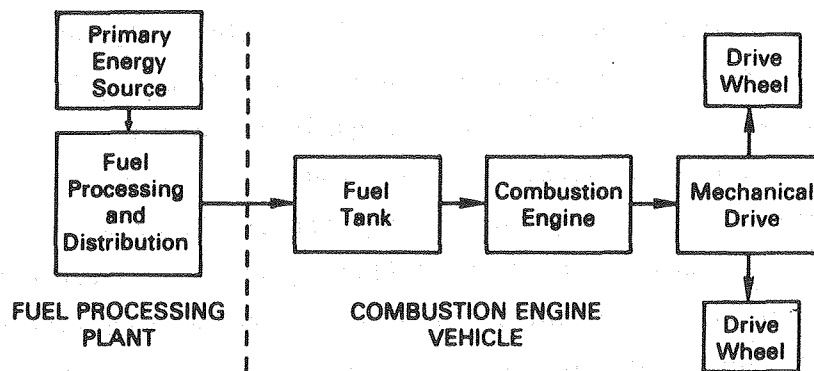 Primary
Energy
Source
Fuel
Processing
and
Distribution
FUEL PROCESSING
PLANT
Fuel
Tank
Combustion
Engine
Mechanical
Drive
Drive
Wheel
Drive
Wheel
COMBUSTION ENGINE
VEHICLE